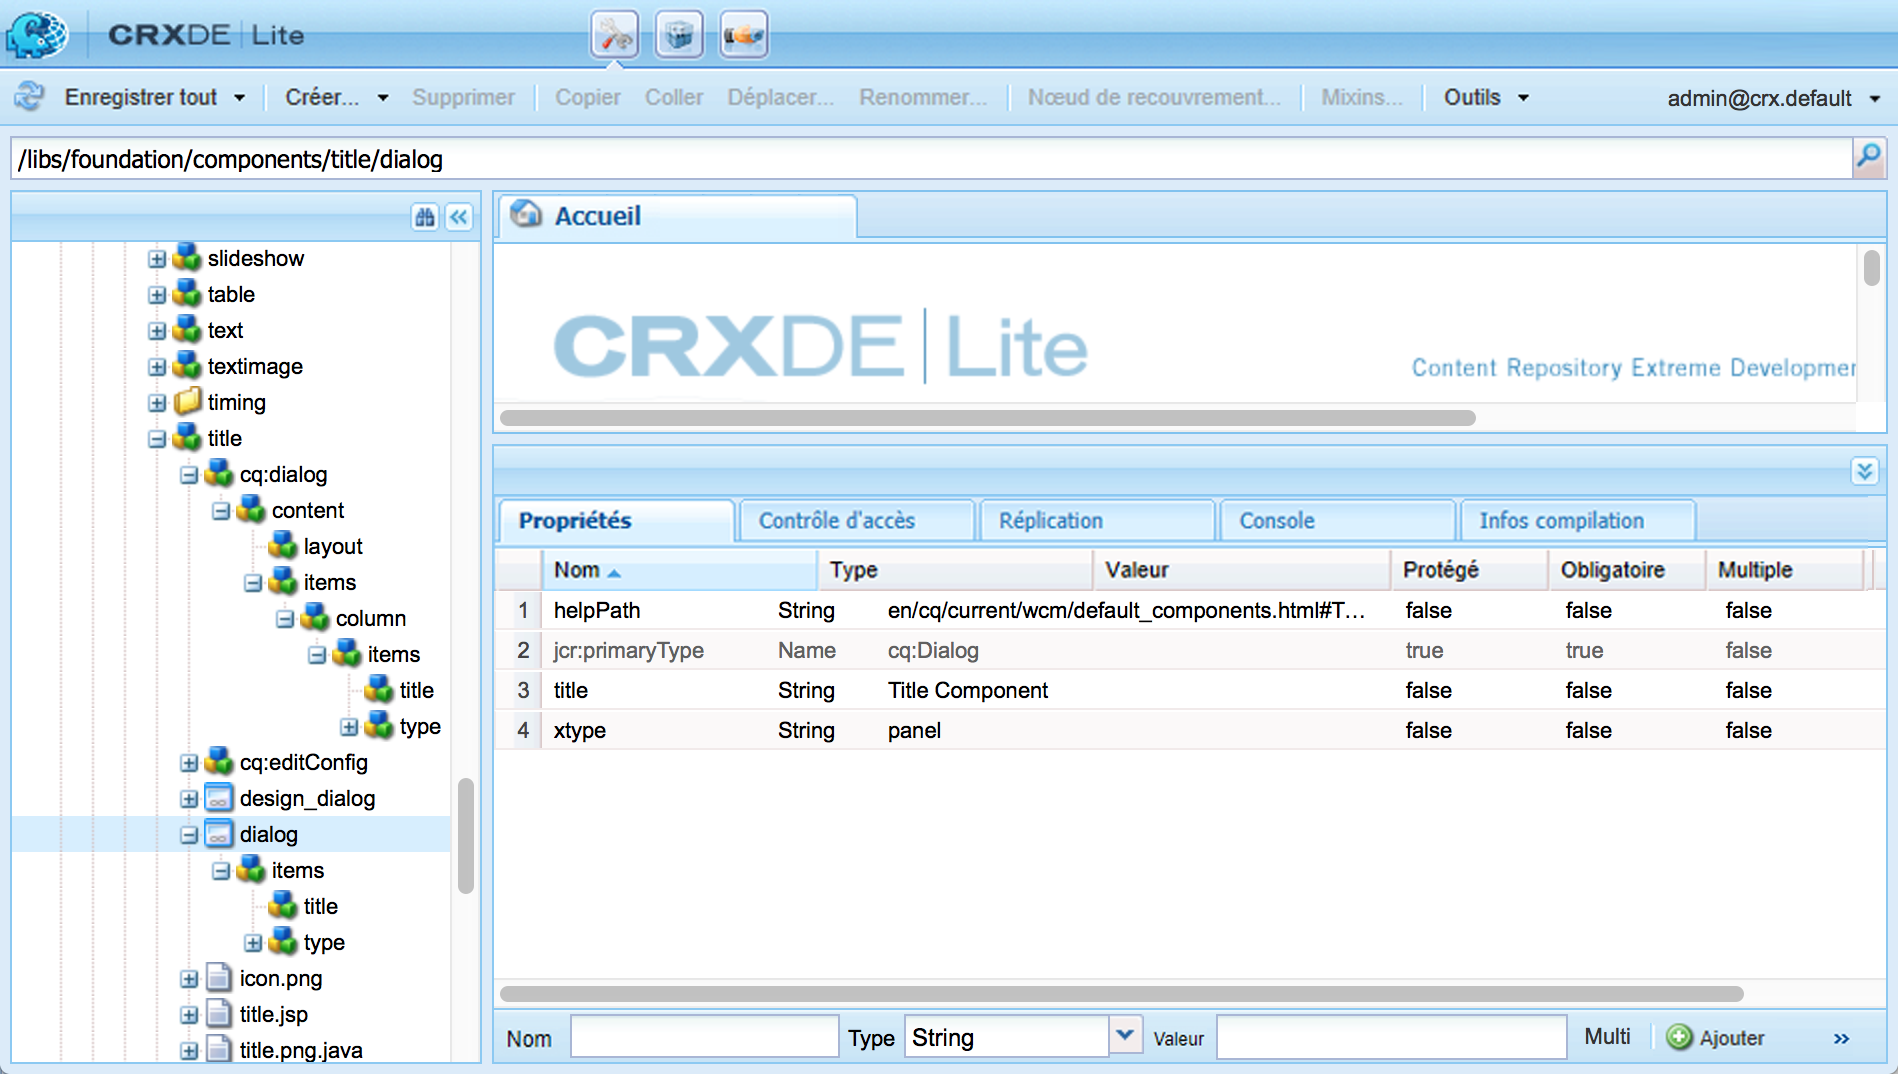 CRXDE | Lite
Enregistrer tout Créer... Supprimer Copier Coller Déplacer... Renommer... Nœud de recouvrement... Mixins... Outils admin@crx.default
/libs/foundation/components/title/dialog
slideshow
table
text
textimage
timing
title
cq:dialog
content
layout
items
column
items
title
type
cq:editConfig
design_dialog
dialog
items
title
type
icon.png
title.jsp
title.png.java
Accueil
CRXDE | Lite
Content Repository Extreme Developmen
Propriétés Contrôle d'accès Réplication Console Infos compilation
Nom Type Valeur Protégé Obligatoire Multiple
1 helpPath String en/cq/current/wcm/default_components.html#T... false false false
2 jcr:primaryType Name cq:Dialog true true false
3 title String Title Component false false false
4 xtype String panel false false false
Nom Type String Valeur Multi Ajouter »